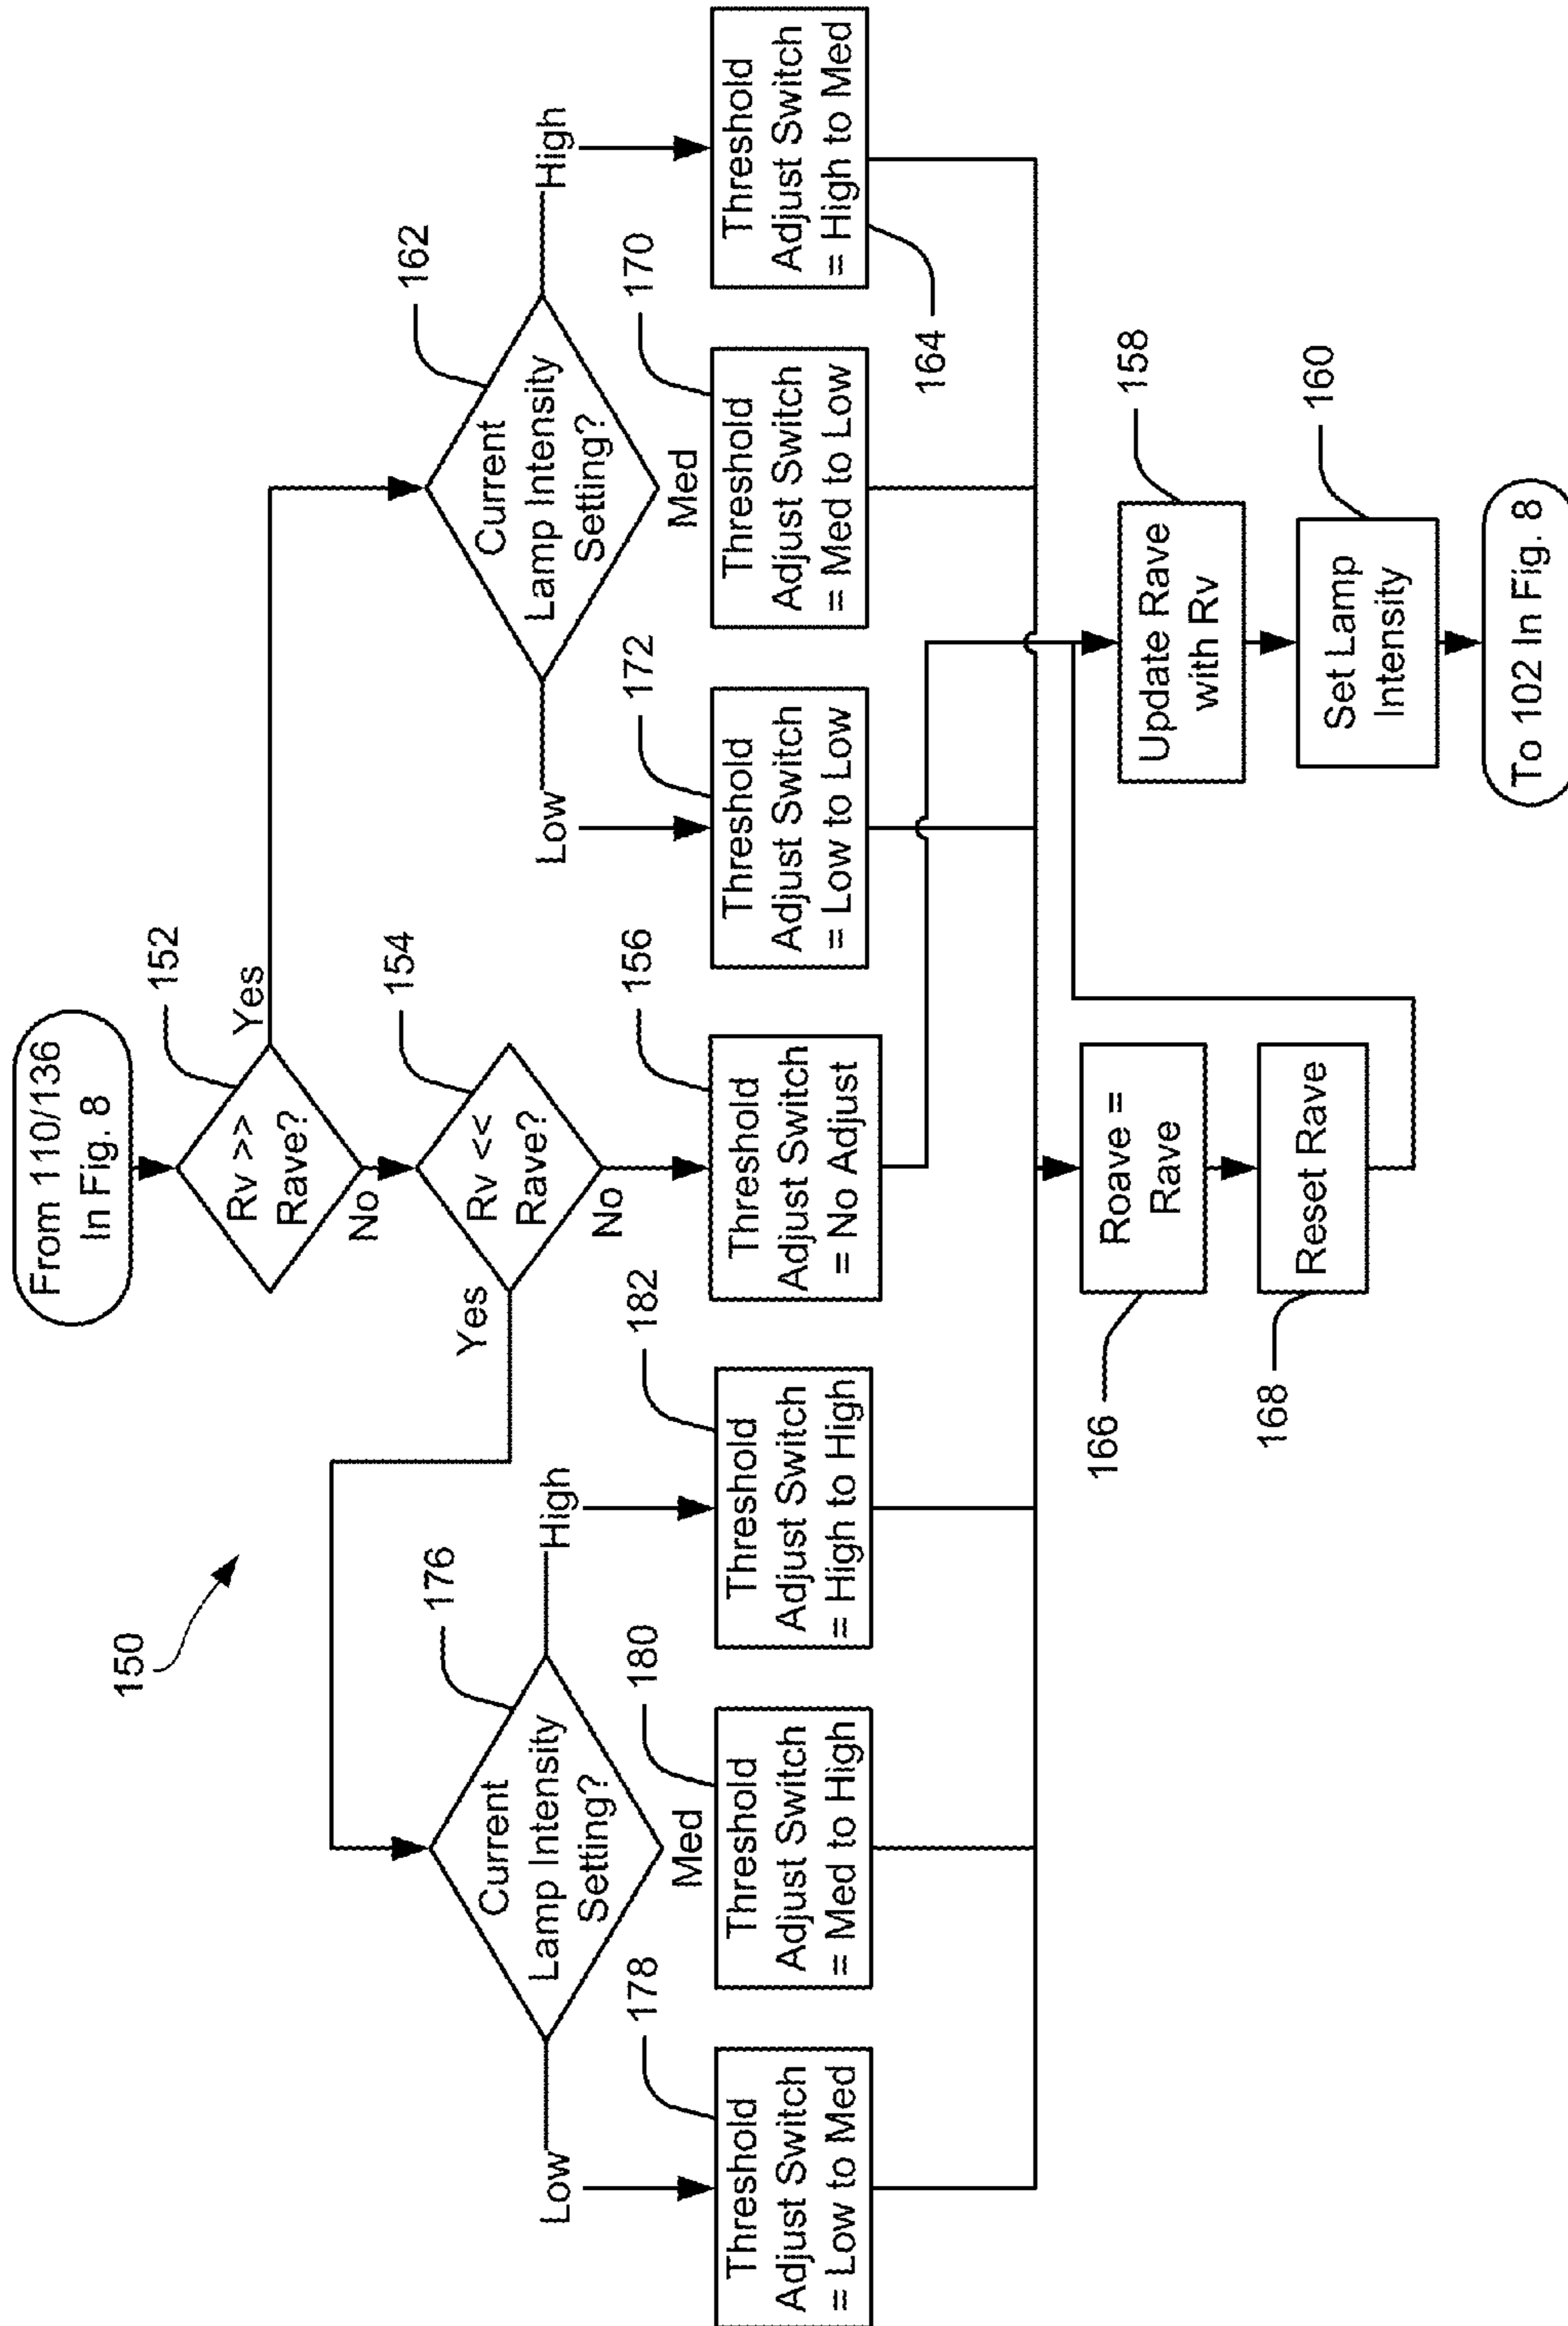 150
From 110/136
In Fig. 8
152
Rv >>
Rave?
Yes
No
154
Rv <<
Rave?
Yes
No
176
Current
Lamp Intensity
Setting?
Low
Med
High
162
Current
Lamp Intensity
Setting?
Low
Med
High
178
Threshold
Adjust Switch
= Low to Med
180
Threshold
Adjust Switch
= Med to High
182
Threshold
Adjust Switch
= High to High
156
Threshold
Adjust Switch
= No Adjust
172
Threshold
Adjust Switch
= Low to Low
170
Threshold
Adjust Switch
= Med to Low
Threshold
Adjust Switch
= High to Med
164
166
Roave =
Rave
168
Reset Rave
158
Update Rave
with Rv
160
Set Lamp
Intensity
To 102 In Fig. 8